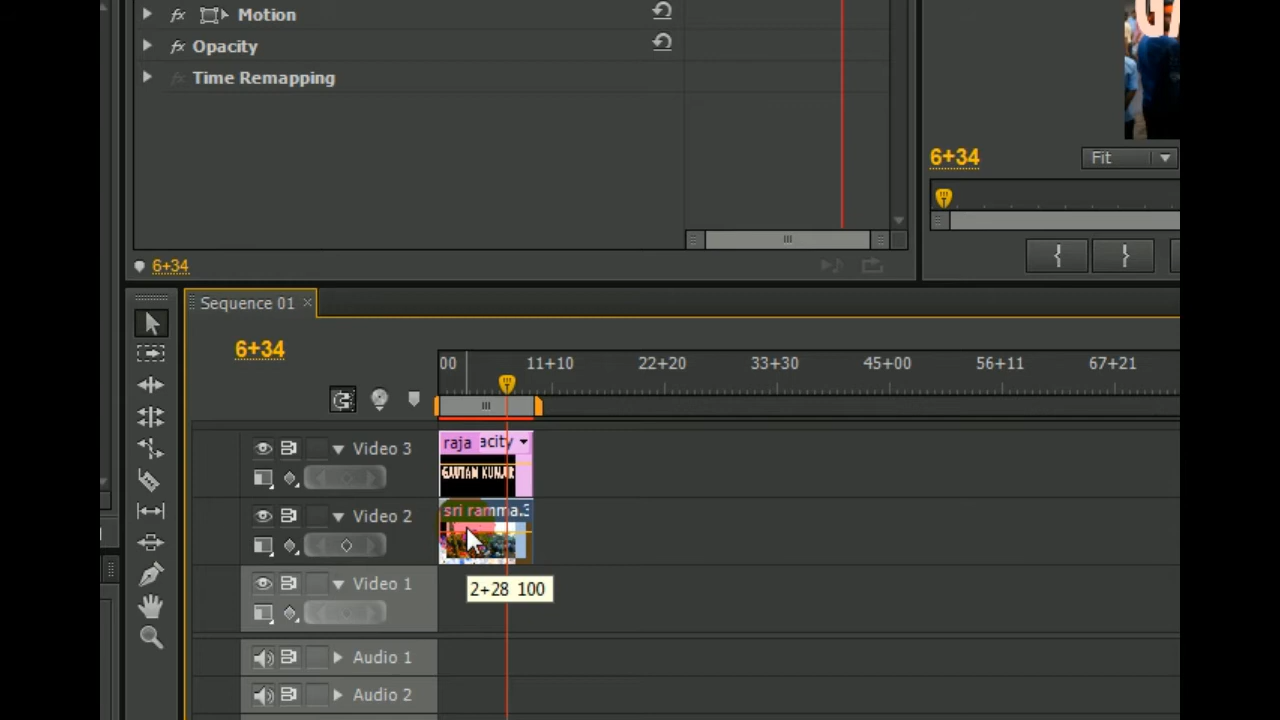 Motion
Opacity
Time Remapping
6+34
Fit
6+34
Sequence 01
6+34
00 11+10 22+20 33+30 45+00 56+11 67+21
Video 3
raja acity
GAUTAM KUMAR
Video 2
sri ramma.3
2+28 100
Video 1
Audio 1
Audio 2